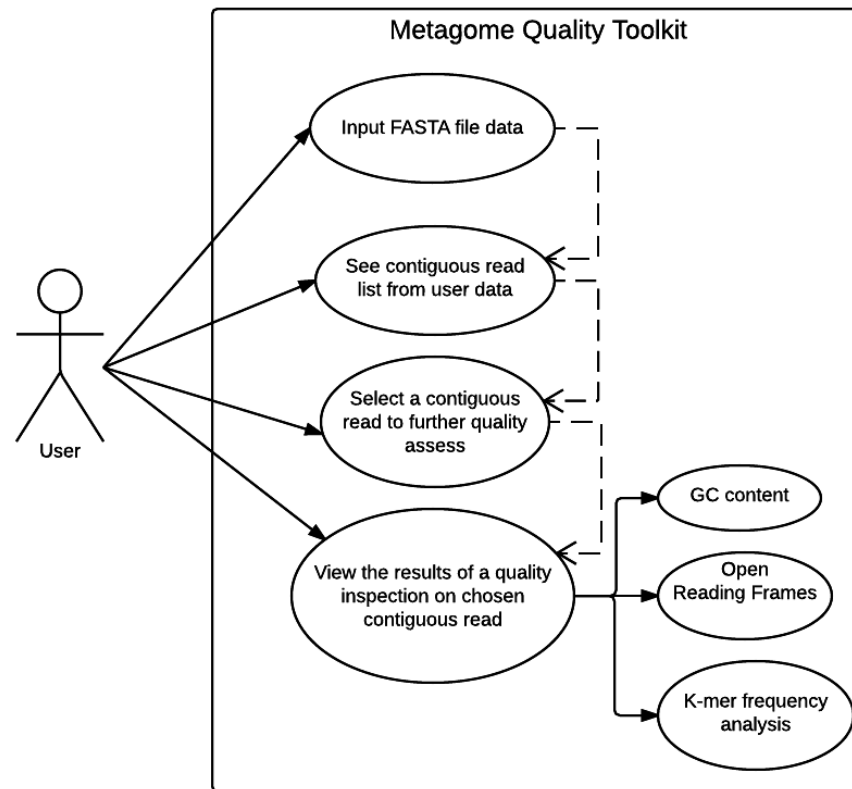 Metagome Quality Toolkit
Input FASTA file data
See contiguous read
list from user data
Select a contiguous
read to further quality
assess
User
View the results of a quality
inspection on chosen
contiguous read
GC content
Open
Reading Frames
K-mer frequency
analysis